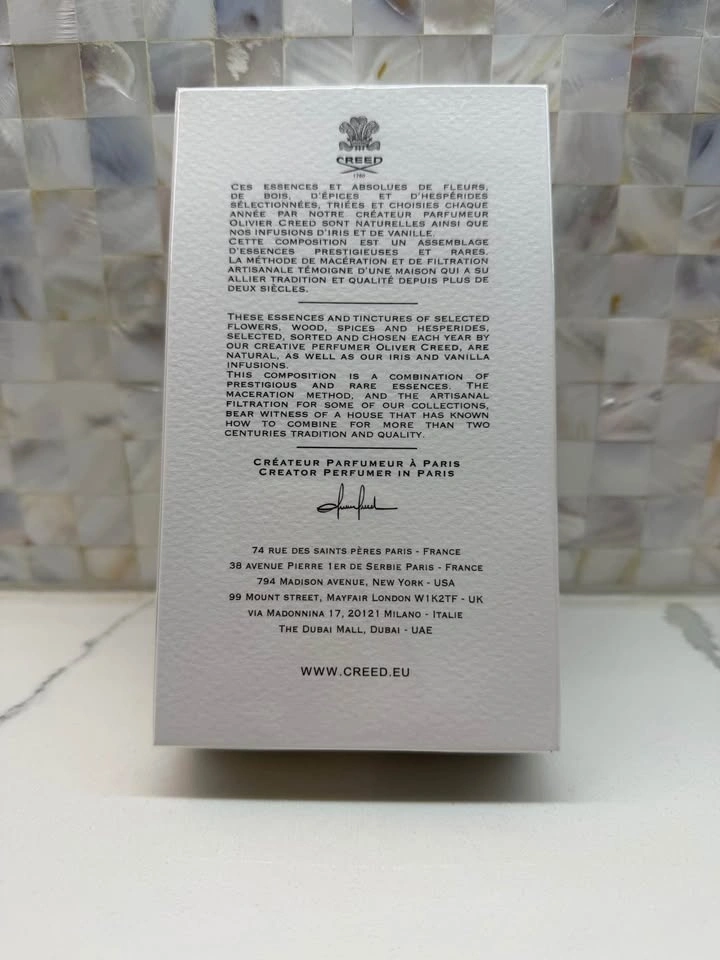 CREED
1760
CES ESSENCES ET ABSOLUES DE FLEURS,
DE BOIS, D'ÉPICES ET D'HESPÉRIDES
SÉLECTIONNÉES, TRIÉES ET CHOISIES CHAQUE
ANNÉE PAR NOTRE CRÉATEUR PARFUMEUR
OLIVIER CREED SONT NATURELLES AINSI QUE
NOS INFUSIONS D'IRIS ET DE VANILLE.
CETTE COMPOSITION EST UN ASSEMBLAGE
D'ESSENCES PRESTIGIEUSES ET RARES.
LA MÉTHODE DE MACÉRATION ET DE FILTRATION
ARTISANALE TÉMOIGNE D'UNE MAISON QUI A SU
ALLIER TRADITION ET QUALITÉ DEPUIS PLUS DE
DEUX SIÈCLES.
THESE ESSENCES AND TINCTURES OF SELECTED
FLOWERS, WOOD, SPICES AND HESPERIDES,
SELECTED, SORTED AND CHOSEN EACH YEAR BY
OUR CREATIVE PERFUMER OLIVER CREED, ARE
NATURAL, AS WELL AS OUR IRIS AND VANILLA
INFUSIONS.
THIS COMPOSITION IS A COMBINATION OF
PRESTIGIOUS AND RARE ESSENCES. THE
MACERATION METHOD, AND THE ARTISANAL
FILTRATION FOR SOME OF OUR COLLECTIONS,
BEAR WITNESS OF A HOUSE THAT HAS KNOWN
HOW TO COMBINE FOR MORE THAN TWO
CENTURIES TRADITION AND QUALITY.
CRÉATEUR PARFUMEUR À PARIS
CREATOR PERFUMER IN PARIS
74 RUE DES SAINTS PÈRES PARIS - FRANCE
38 AVENUE PIERRE 1ER DE SERBIE PARIS - FRANCE
794 MADISON AVENUE, NEW YORK - USA
99 MOUNT STREET, MAYFAIR LONDON W1K2TF - UK
VIA MADONNINA 17, 20121 MILANO - ITALIE
THE DUBAI MALL, DUBAI - UAE
WWW.CREED.EU